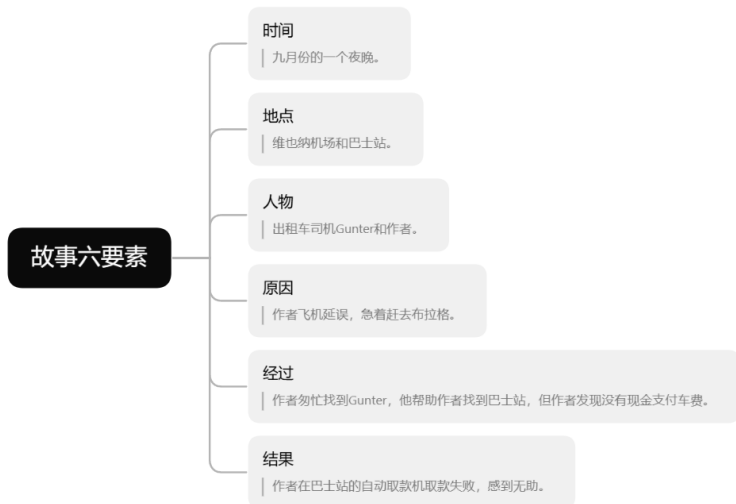 时间
九月份的一个夜晚。
地点
维也纳机场和巴士站。
人物
出租车司机Gunter和作者。
故事六要素
原因
作者飞机延误，急着赶去布拉格。
经过
作者匆忙找到Gunter，他帮助作者找到巴士站，但作者发现没有现金支付车费。
结果
作者在巴士站的自动取款机取款失败，感到无助。